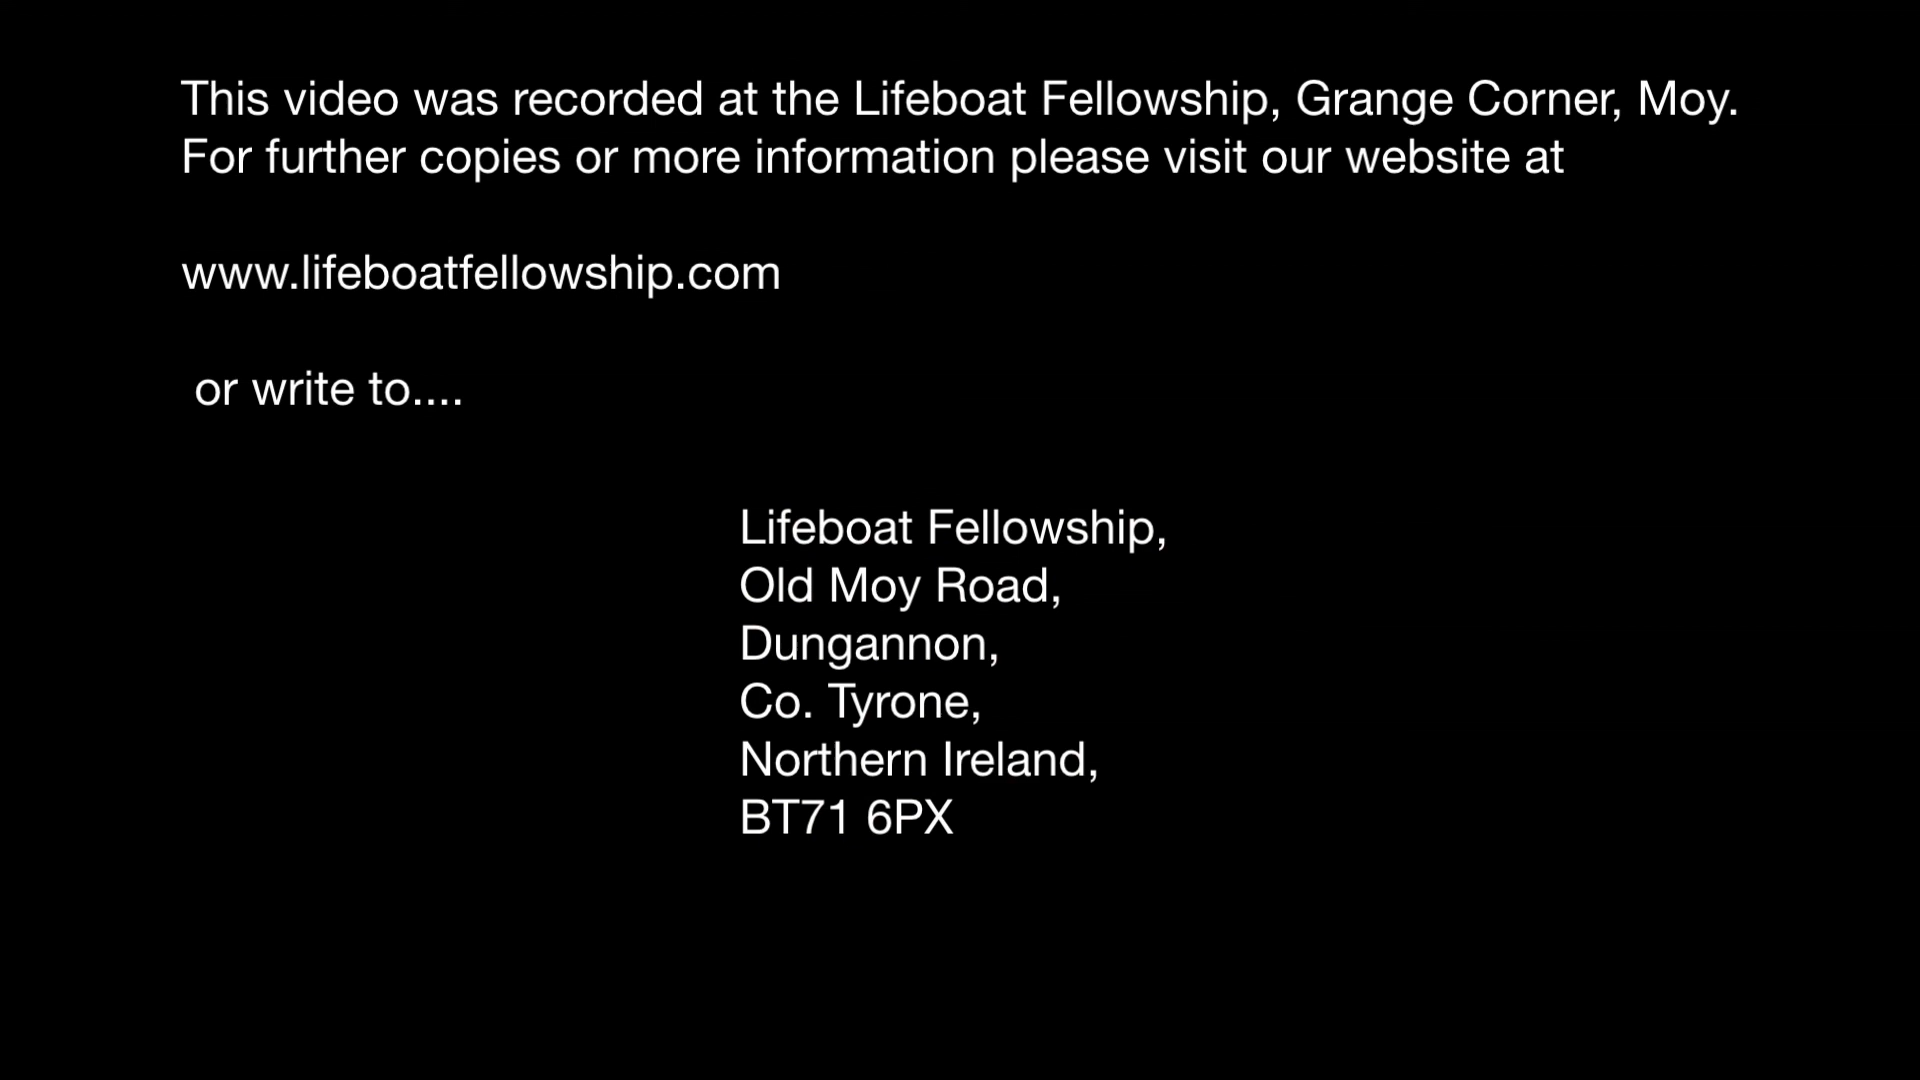 This video was recorded at the Lifeboat Fellowship, Grange Corner, Moy.
For further copies or more information please visit our website at
www.lifeboatfellowship.com
or write to....
Lifeboat Fellowship,
Old Moy Road,
Dungannon,
Co. Tyrone,
Northern Ireland,
BT71 6PX